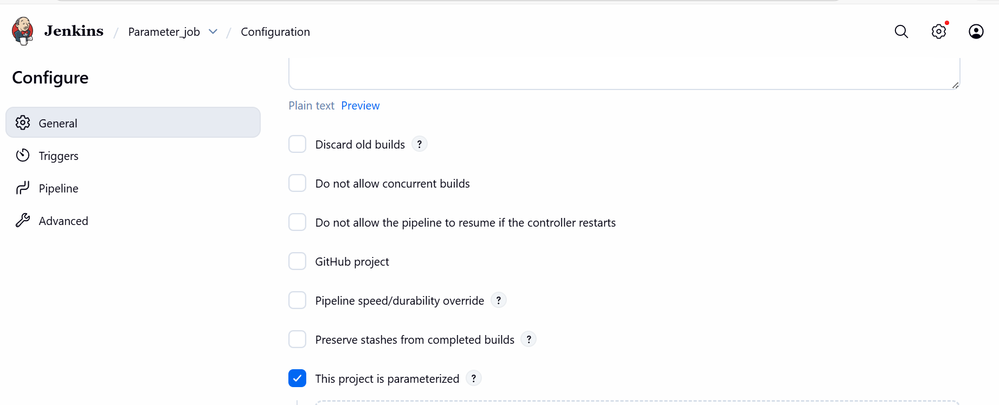 Jenkins / Parameter_job / Configuration
Configure
General
Triggers
Pipeline
Advanced
Plain text Preview
Discard old builds ?
Do not allow concurrent builds
Do not allow the pipeline to resume if the controller restarts
GitHub project
Pipeline speed/durability override ?
Preserve stashes from completed builds ?
This project is parameterized ?